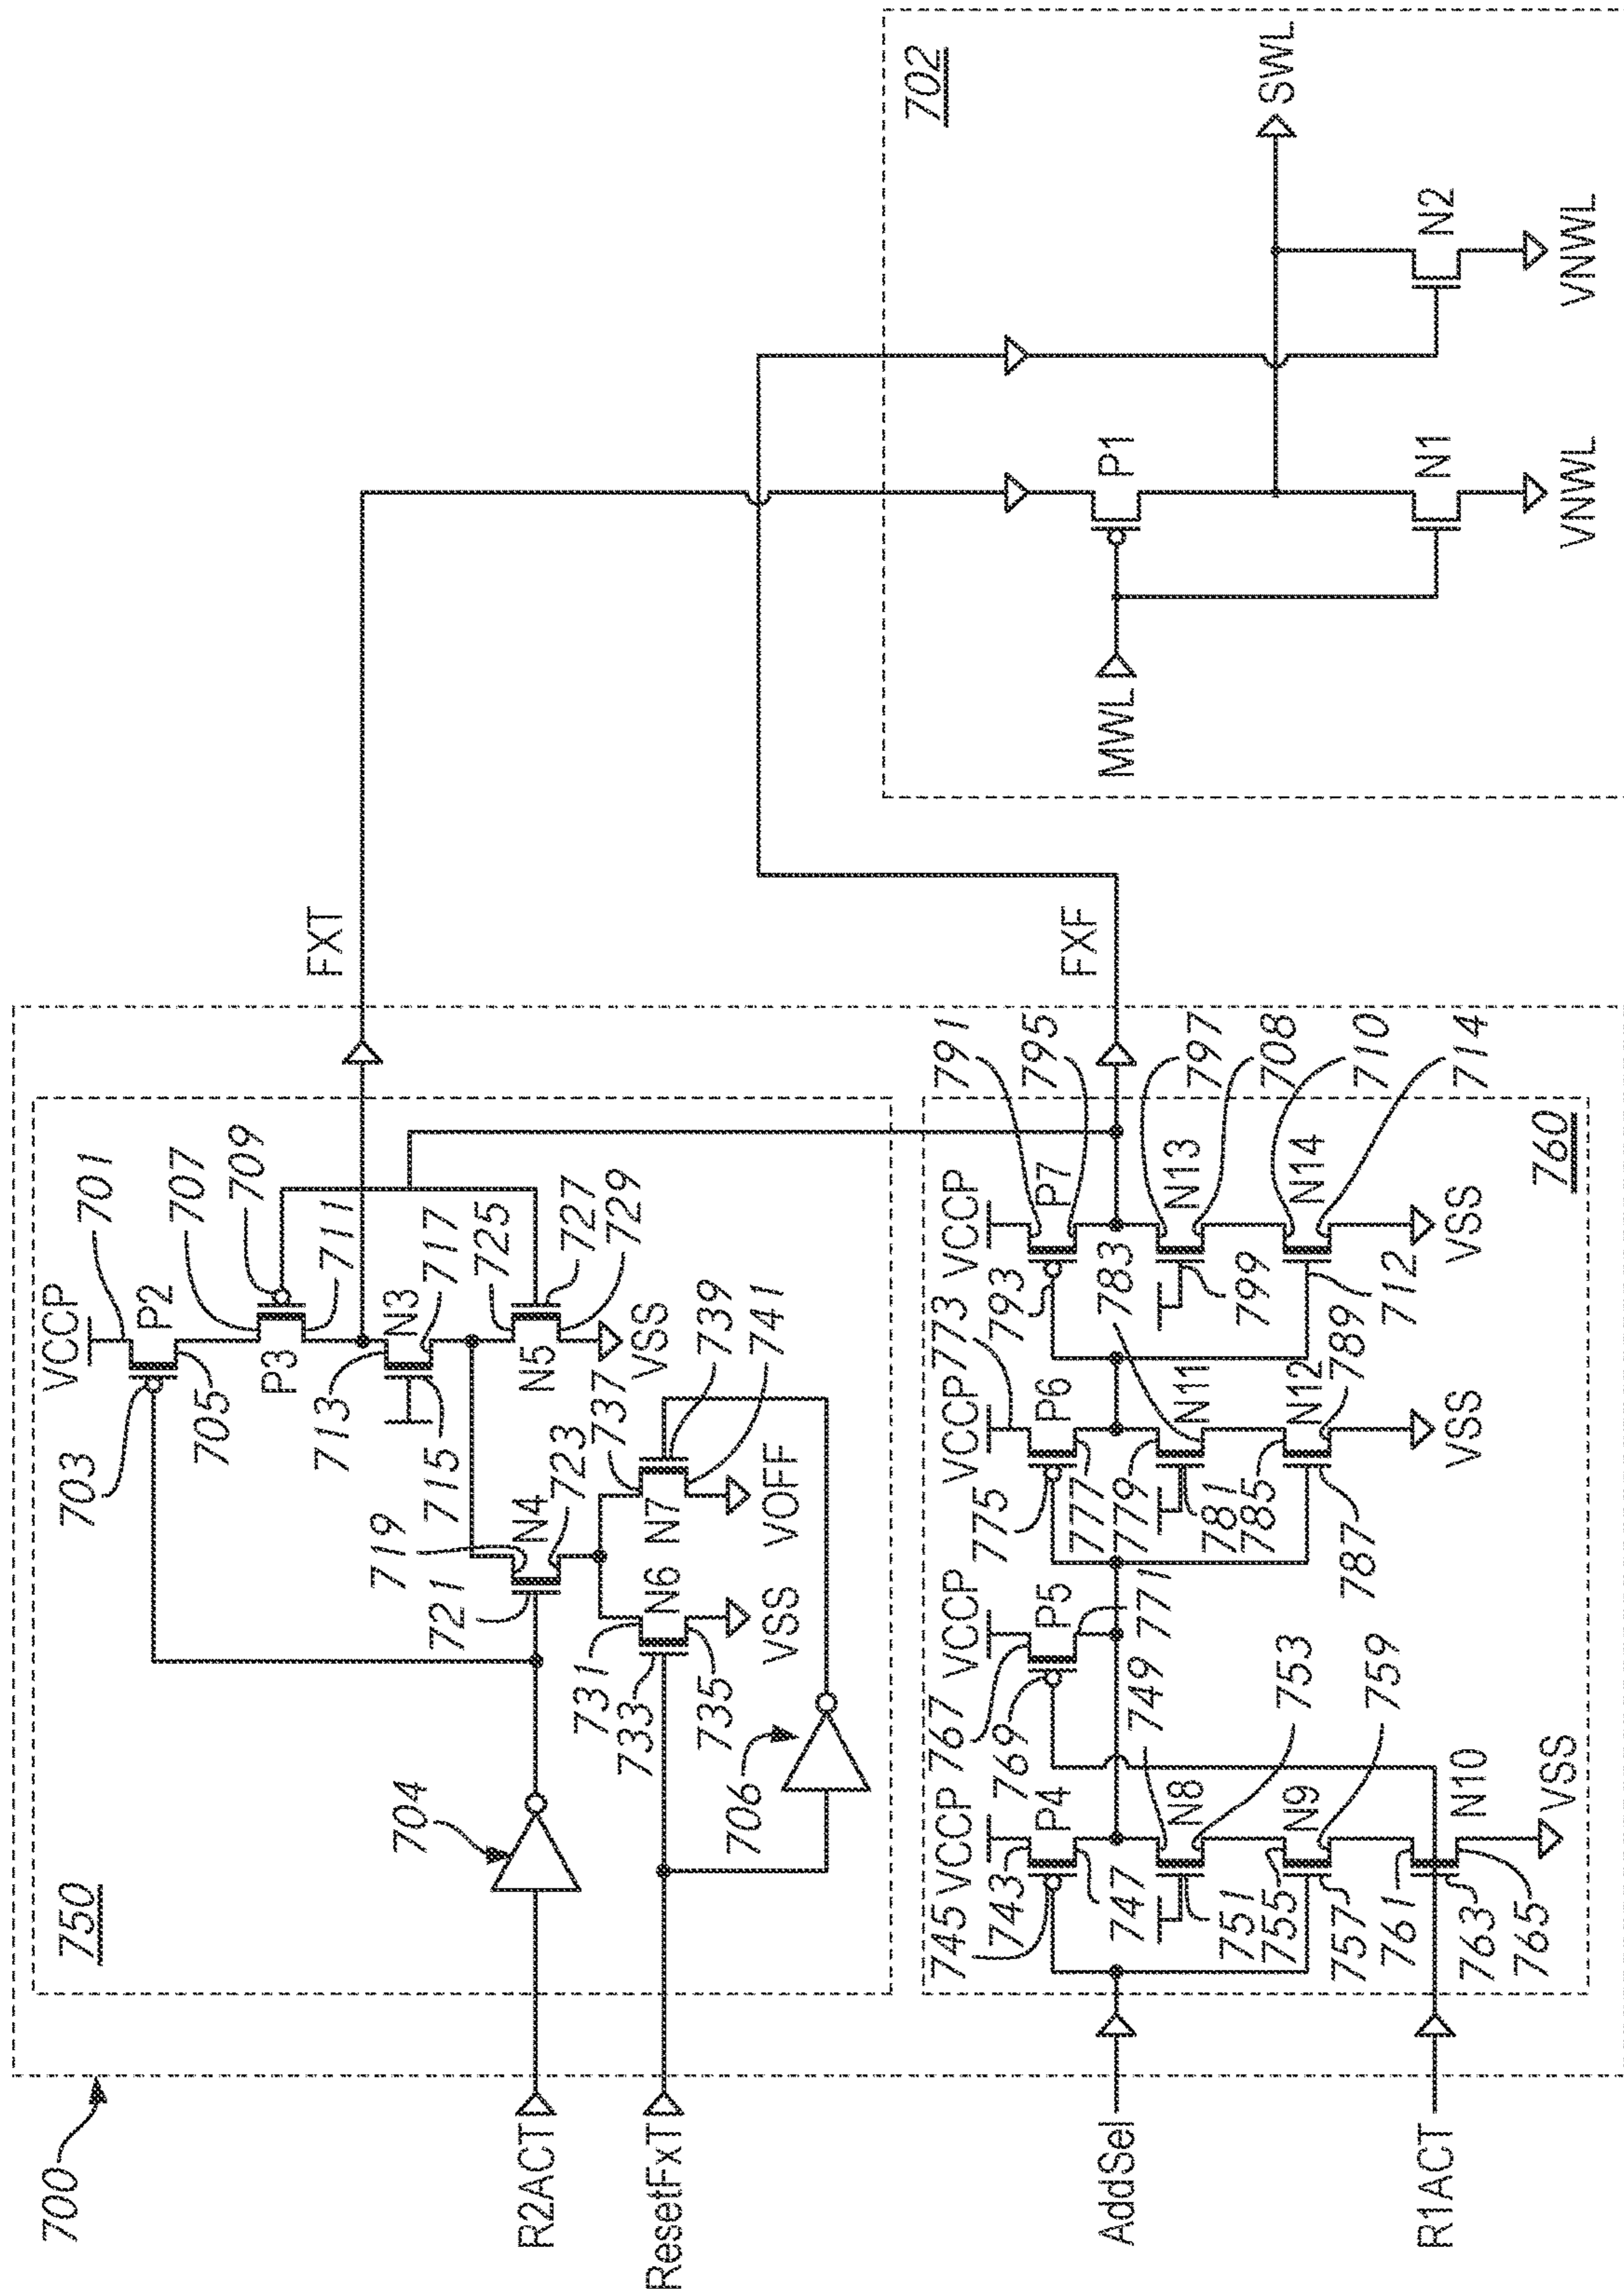 700
750
R2ACT
704
ResetFxT
706
VCCP
701
703
P2
705
707
P3
709
711
713
N3
715
717
719
721
N4
723
725
N5
727
729
VSS
731
733
N6
735
VSS
737
N7
739
741
VOFF
FXT
AddSel
R1ACT
760
745
VCCP
743
P4
747
749
N8
751
753
755
N9
757
759
761
N10
763
765
VSS
767
VCCP
769
P5
771
773
VCCP
775
P6
777
779
N11
781
783
785
N12
787
789
VSS
791
VCCP
793
P7
795
797
N13
799
708
710
N14
712
714
VSS
FXF
702
MWL
P1
N1
VNWL
N2
VNWL
SWL